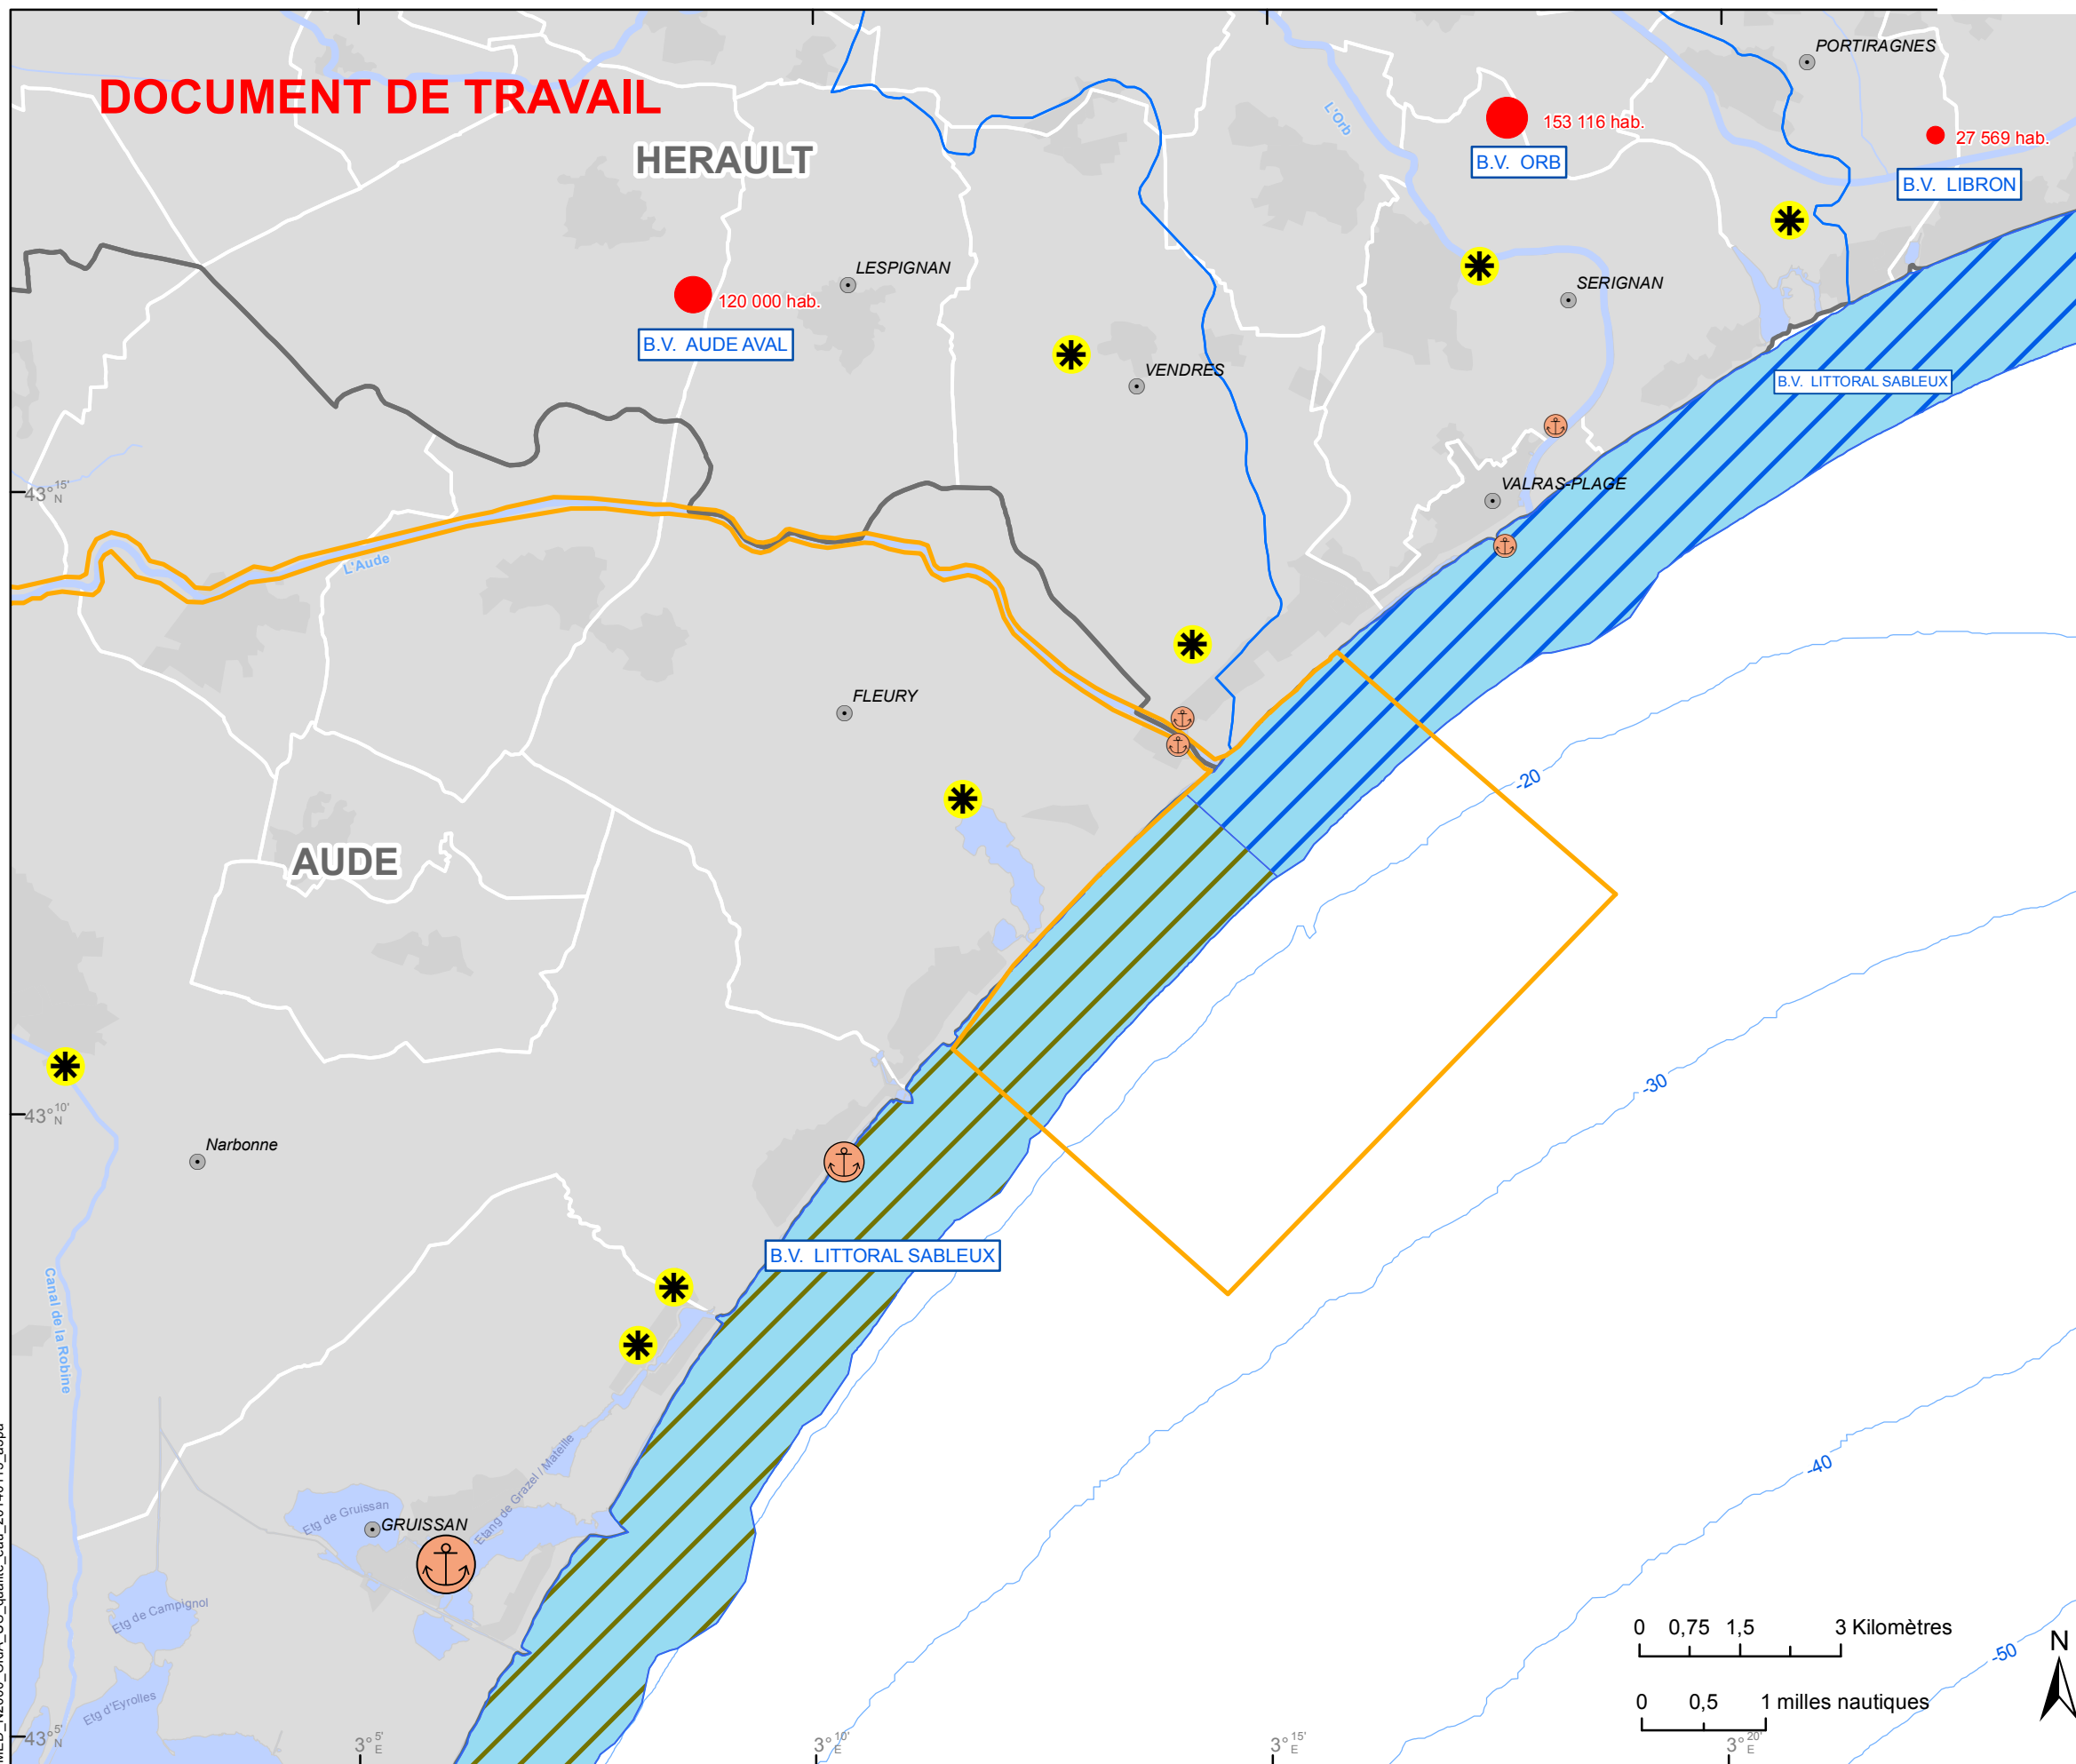 PORTIRAGNES
DOCUMENT DE TRAVAIL
L'Orb
153 116 hab.
27 569 hab.
HERAULT
B.V. ORB
B.V. LIBRON
LESPIGNAN
SERIGNAN
120 000 hab.
B.V. AUDE AVAL
VENDRES
B.V. LITTORAL SABLEUX
43° 15' N
VALRAS-PLAGE
L'Aude
FLEURY
-20
AUDE
-30
43° 10' N
Narbonne
B.V. LITTORAL SABLEUX
Canal de la Robine
Etang de Grazel / Mateille
-40
Etg de Gruissan
GRUISSAN
Etg de Campignol
0 0,75 1,5 3 Kilomètres
N
-50
Etg d'Eyrolles
0 0,5 1 milles nautiques
43° 5' N
3° 5' E
3° 10' E
3° 15' E
3° 20' E